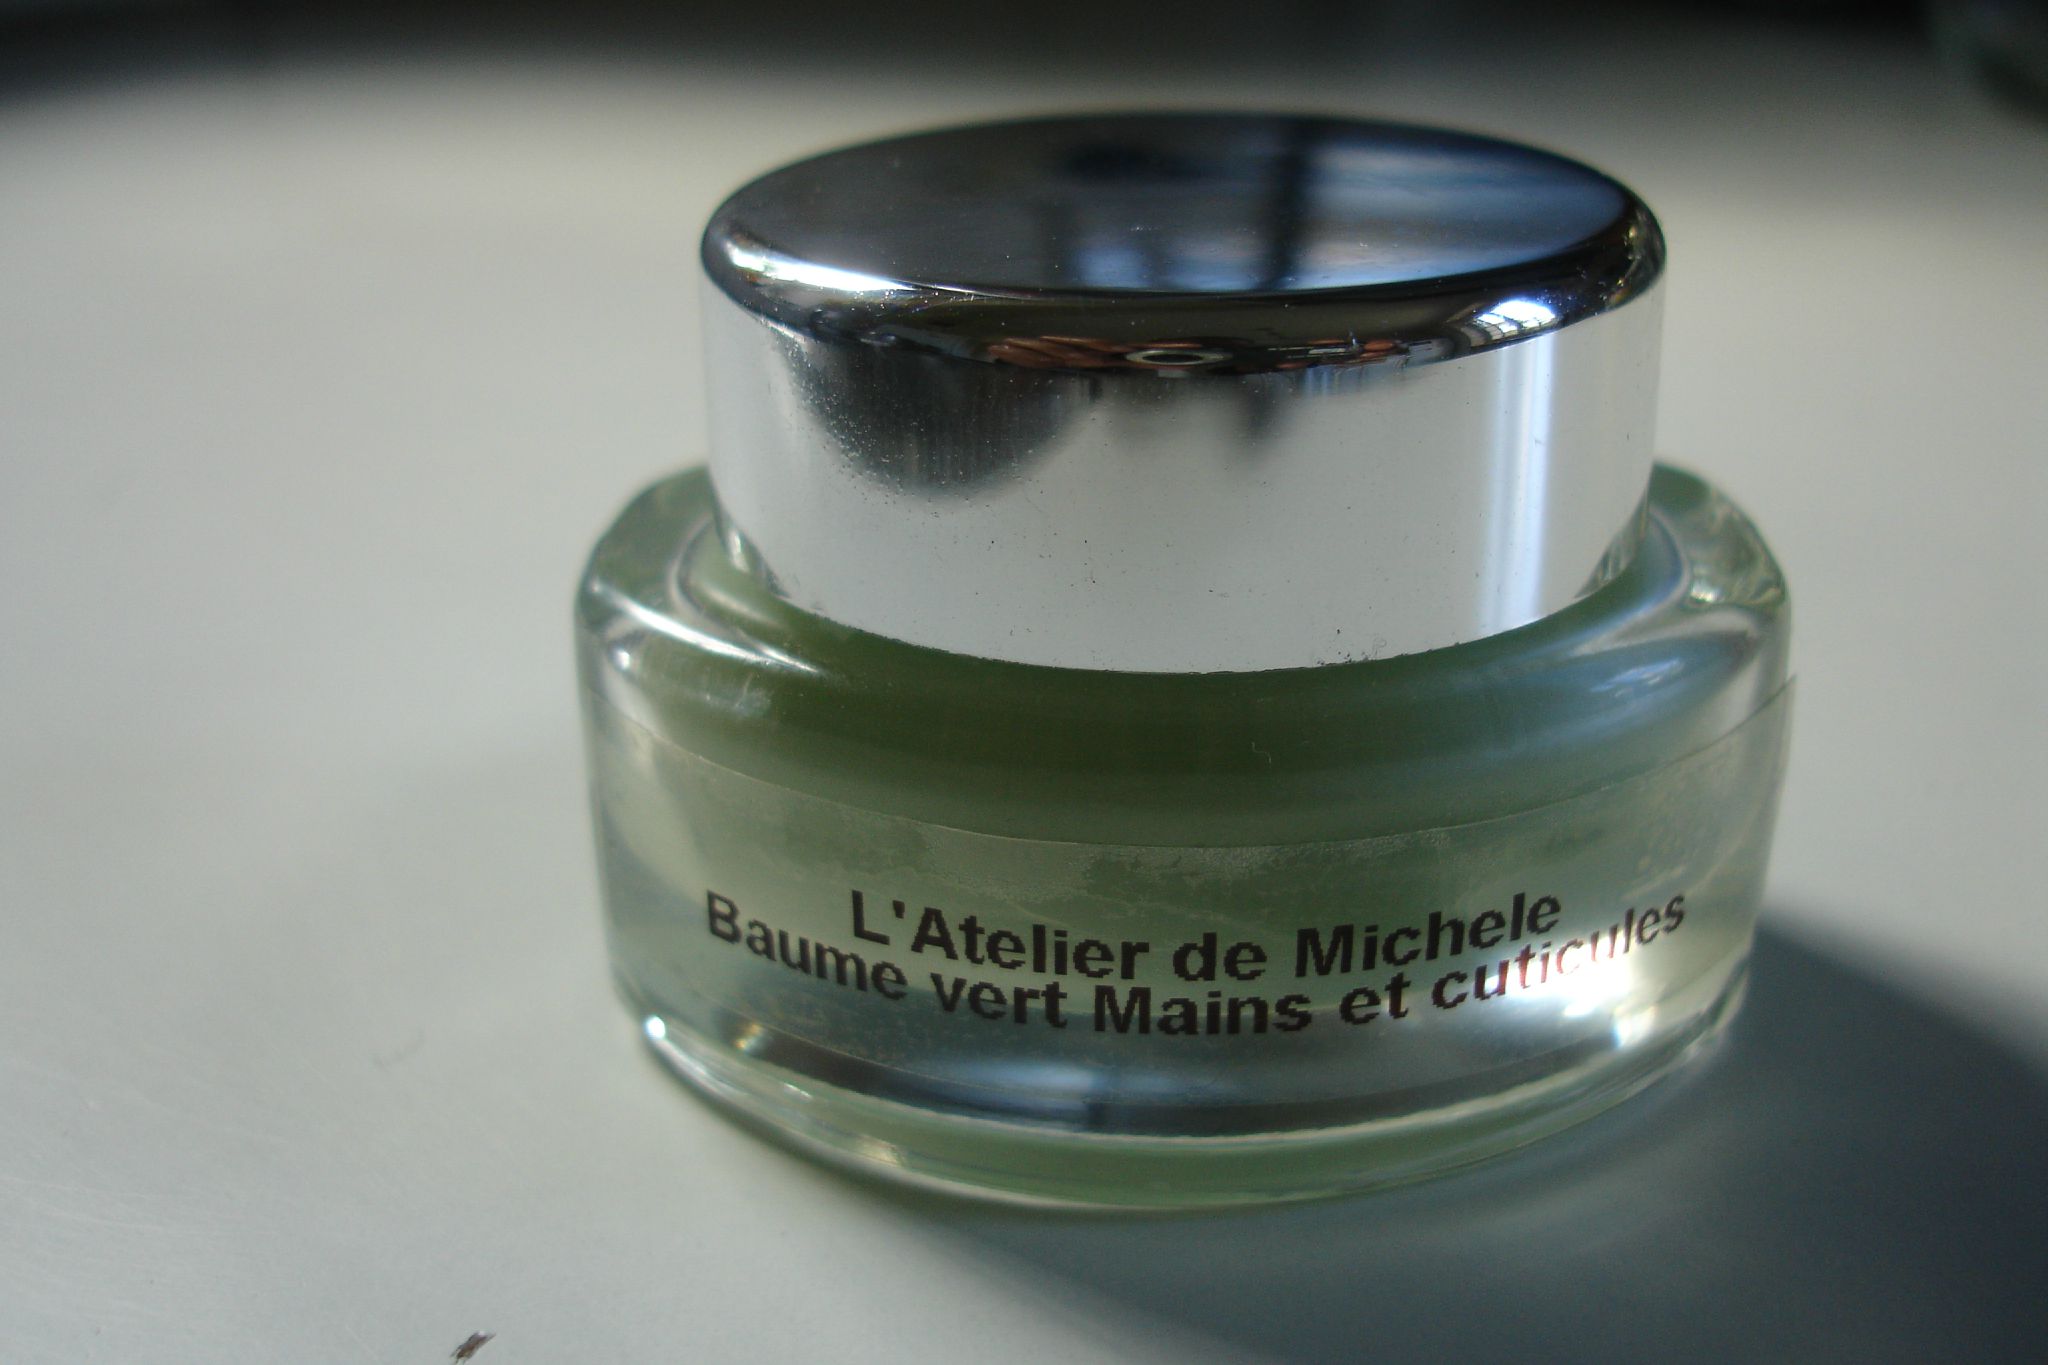 L'Atelier de Michele
Baume vert Mains et cuticules